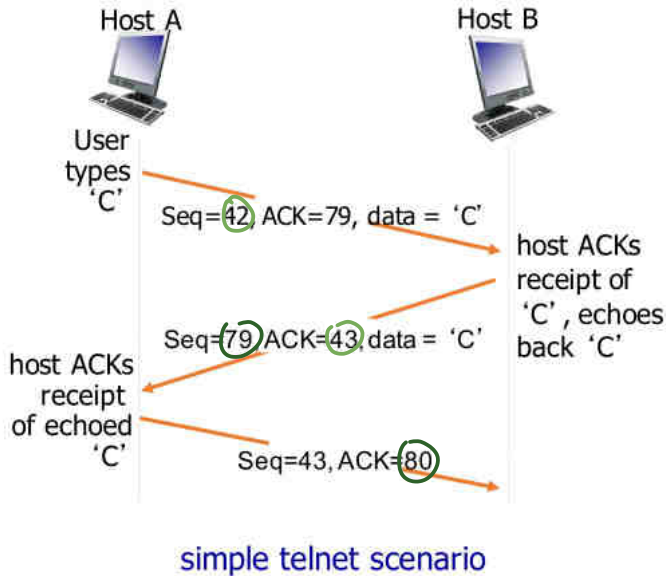 Host A
Host B
User
types
‘C’
Seq=42, ACK=79, data = ‘C’
host ACKs
receipt of
‘C’, echoes
back ‘C’
Seq=79, ACK=43, data = ‘C’
host ACKs
receipt
of echoed
‘C’
Seq=43, ACK=80
simple telnet scenario